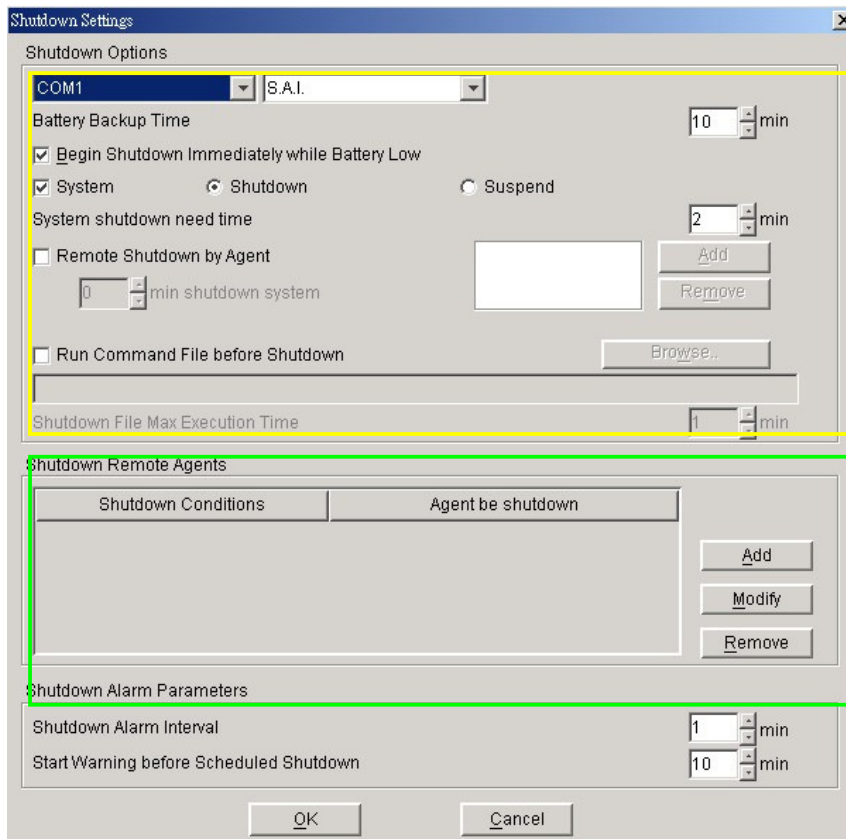 Shutdown Settings
Shutdown Options
COM1 S.A.I.
Battery Backup Time 10 min
Begin Shutdown Immediately while Battery Low
System Shutdown Suspend
System shutdown need time 2 min
Remote Shutdown by Agent Add
0 min shutdown system Remove
Run Command File before Shutdown Browse..
Shutdown File Max Execution Time 1 min
Shutdown Remote Agents
Shutdown Conditions Agent be shutdown
Add
Modify
Remove
Shutdown Alarm Parameters
Shutdown Alarm Interval 1 min
Start Warning before Scheduled Shutdown 10 min
OK Cancel